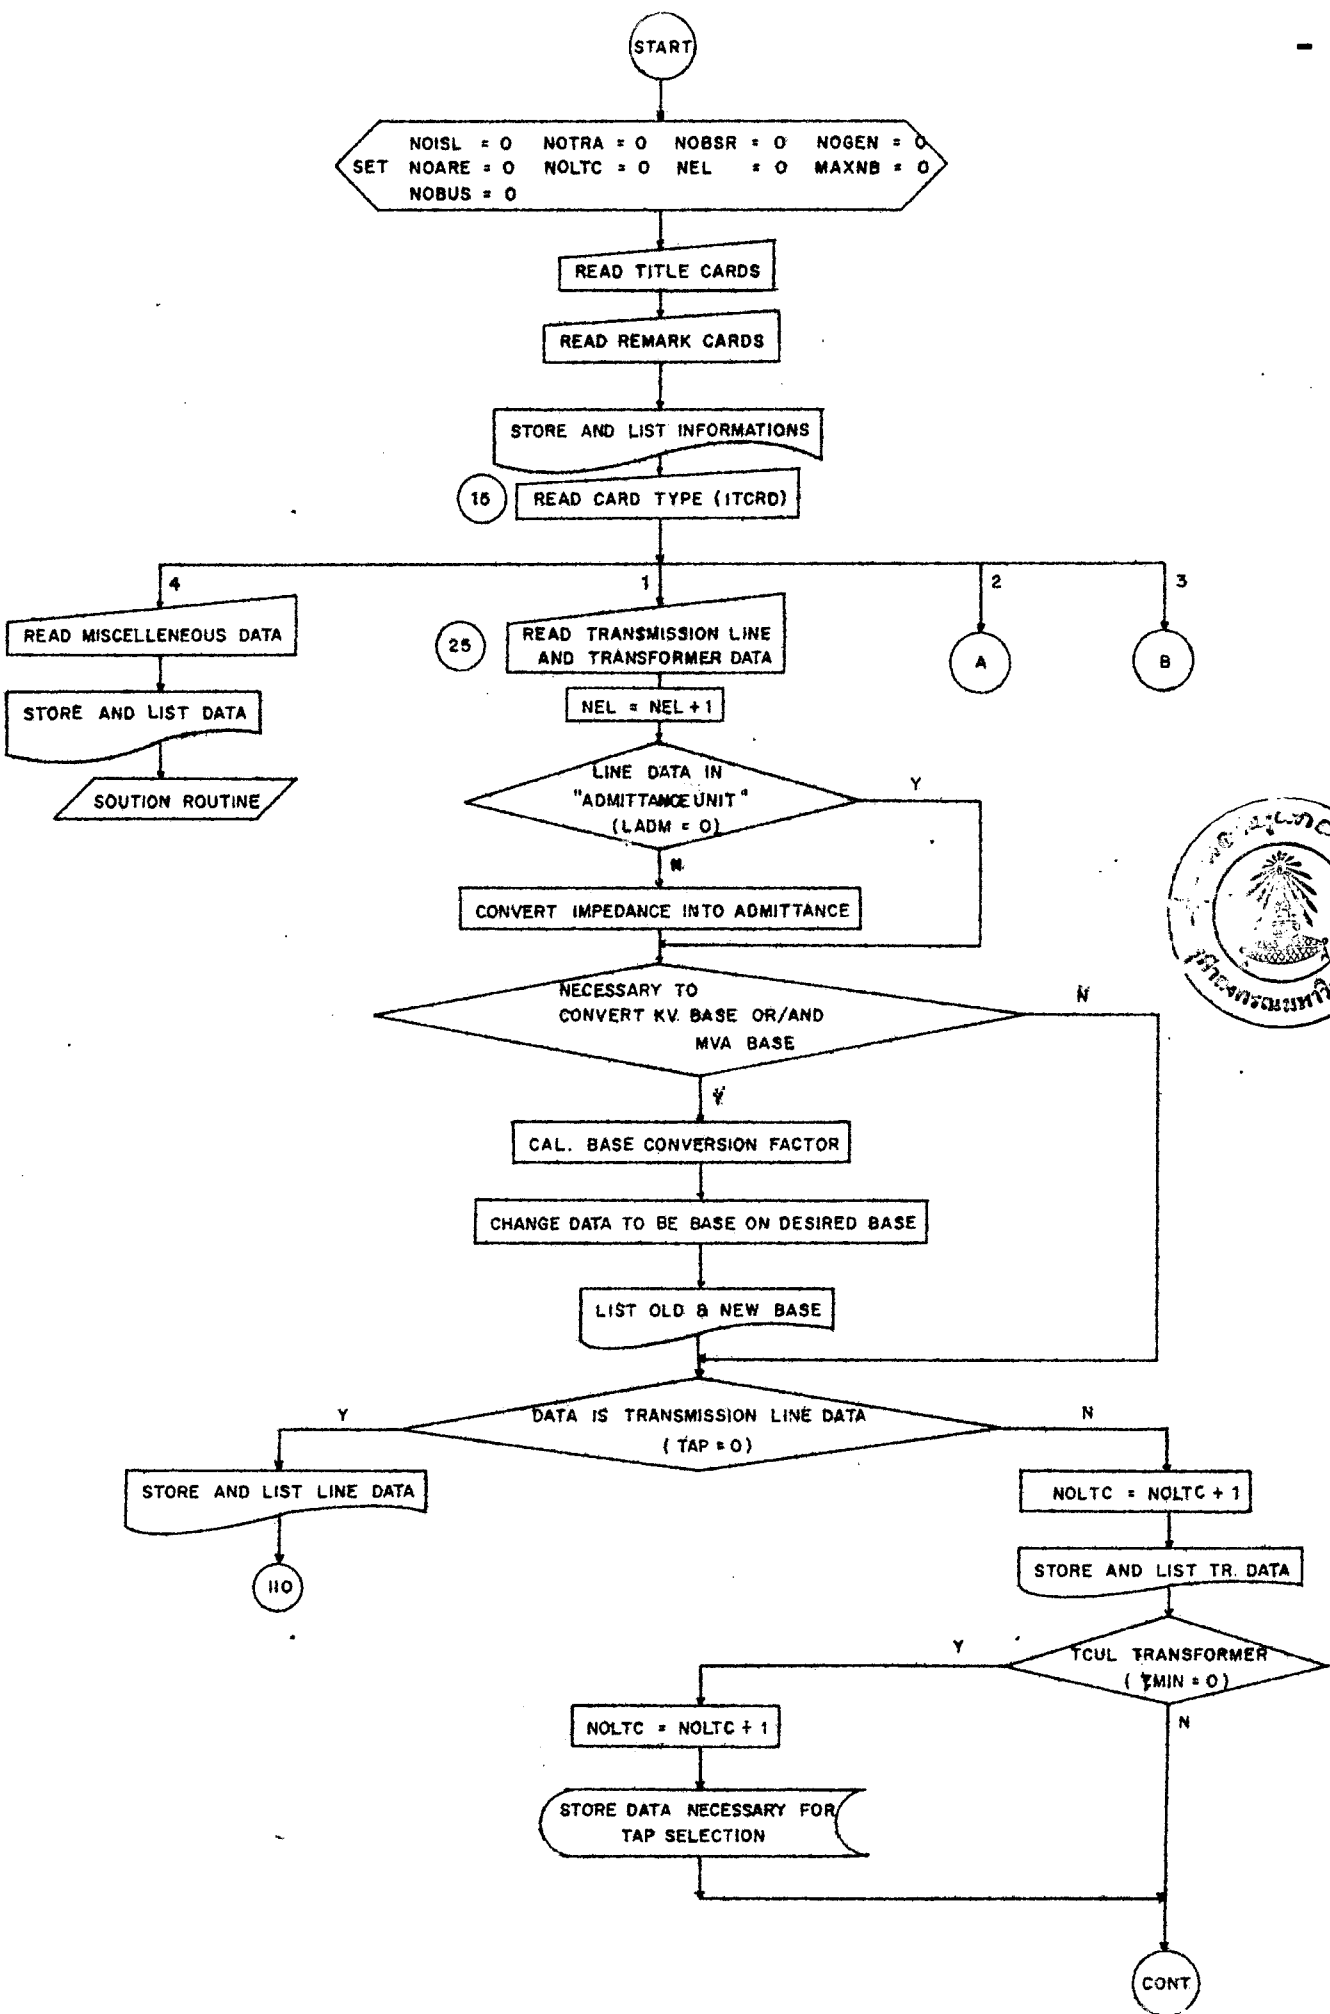 START
NOISL = 0 NOTRA = 0 NOBSR = 0 NOGEN = 0
SET NOARE = 0 NOLTC = 0 NEL = 0 MAXNB = 0
NOBUS = 0
READ TITLE CARDS
READ REMARK CARDS
STORE AND LIST INFORMATIONS
15 READ CARD TYPE (ITCRD)
4 1 2 3
READ MISCELLENEOUS DATA
25
READ TRANSMISSION LINE
AND TRANSFORMER DATA
A
B
STORE AND LIST DATA
NEL = NEL + 1
SOUTION ROUTINE
LINE DATA IN
"ADMITTANCE UNIT"
(LADM = 0)
Y
N
CONVERT IMPEDANCE INTO ADMITTANCE
NECESSARY TO
CONVERT KV. BASE OR/AND
MVA BASE
N
Y
CAL. BASE CONVERSION FACTOR
CHANGE DATA TO BE BASE ON DESIRED BASE
LIST OLD & NEW BASE
Y
DATA IS TRANSMISSION LINE DATA
(TAP = 0)
N
STORE AND LIST LINE DATA
110
NOLTC = NOLTC + 1
STORE AND LIST TR. DATA
TCUL TRANSFORMER
(TMIN = 0)
Y
N
NOLTC = NOLTC + 1
STORE DATA NECESSARY FOR
TAP SELECTION
CONT